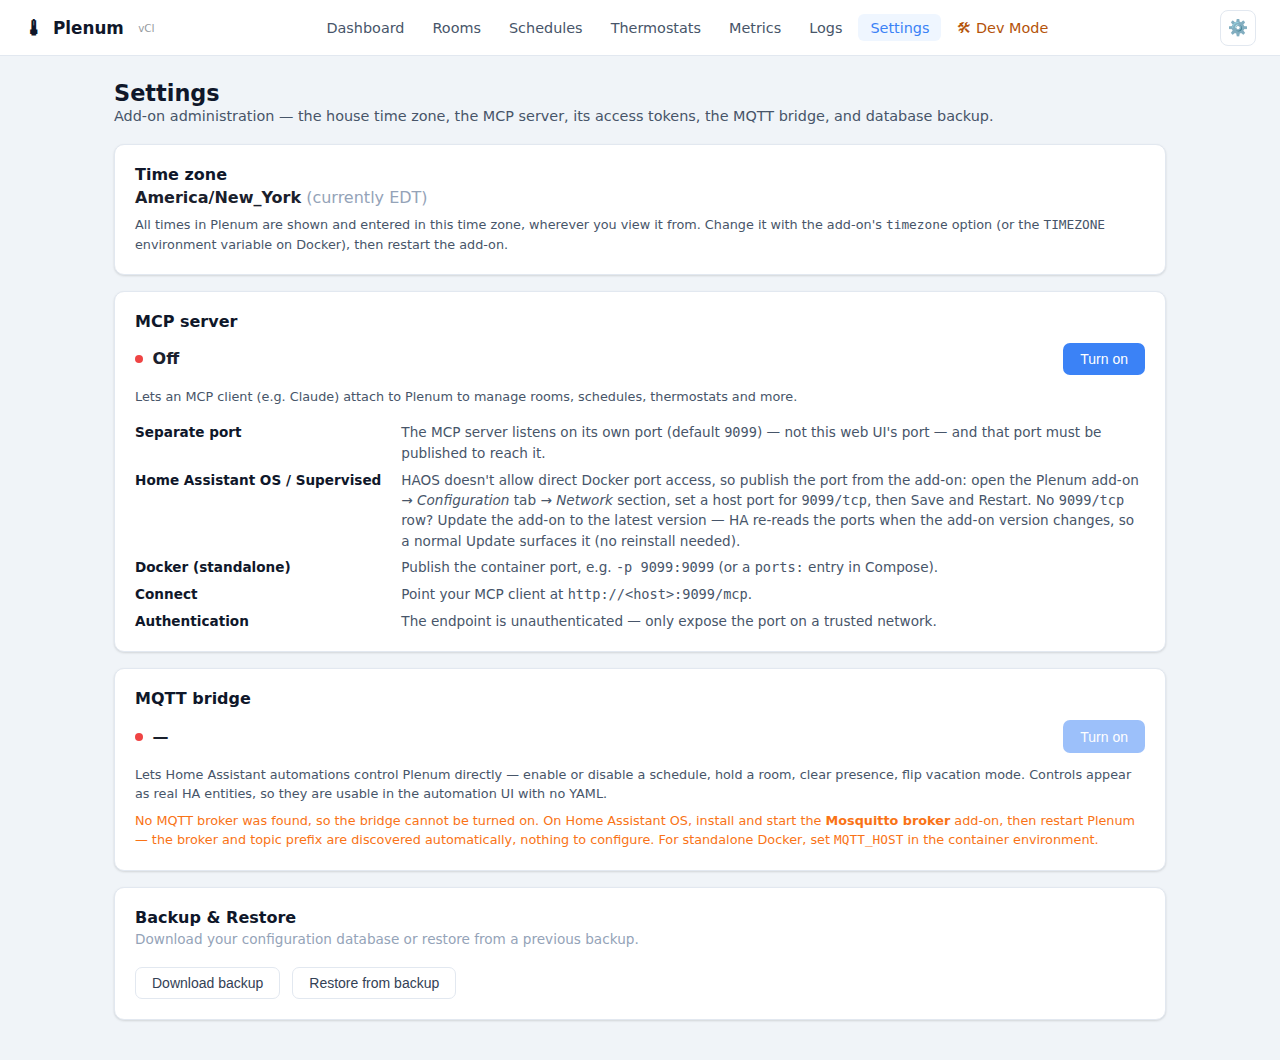 Plenum vCI
Dashboard Rooms Schedules Thermostats Metrics Logs Settings Dev Mode
Settings
Add-on administration — the house time zone, the MCP server, its access tokens, the MQTT bridge, and database backup.
Time zone
America/New_York (currently EDT)
All times in Plenum are shown and entered in this time zone, wherever you view it from. Change it with the add-on's timezone option (or the TIMEZONE
environment variable on Docker), then restart the add-on.
MCP server
Off
Turn on
Lets an MCP client (e.g. Claude) attach to Plenum to manage rooms, schedules, thermostats and more.
Separate port The MCP server listens on its own port (default 9099) — not this web UI's port — and that port must be
published to reach it.
Home Assistant OS / Supervised HAOS doesn't allow direct Docker port access, so publish the port from the add-on: open the Plenum add-on
→ Configuration tab → Network section, set a host port for 9099/tcp, then Save and Restart. No 9099/tcp
row? Update the add-on to the latest version — HA re-reads the ports when the add-on version changes, so
a normal Update surfaces it (no reinstall needed).
Docker (standalone) Publish the container port, e.g. -p 9099:9099 (or a ports: entry in Compose).
Connect Point your MCP client at http://<host>:9099/mcp.
Authentication The endpoint is unauthenticated — only expose the port on a trusted network.
MQTT bridge
—
Turn on
Lets Home Assistant automations control Plenum directly — enable or disable a schedule, hold a room, clear presence, flip vacation mode. Controls appear
as real HA entities, so they are usable in the automation UI with no YAML.
No MQTT broker was found, so the bridge cannot be turned on. On Home Assistant OS, install and start the Mosquitto broker add-on, then restart Plenum
— the broker and topic prefix are discovered automatically, nothing to configure. For standalone Docker, set MQTT_HOST in the container environment.
Backup & Restore
Download your configuration database or restore from a previous backup.
Download backup Restore from backup